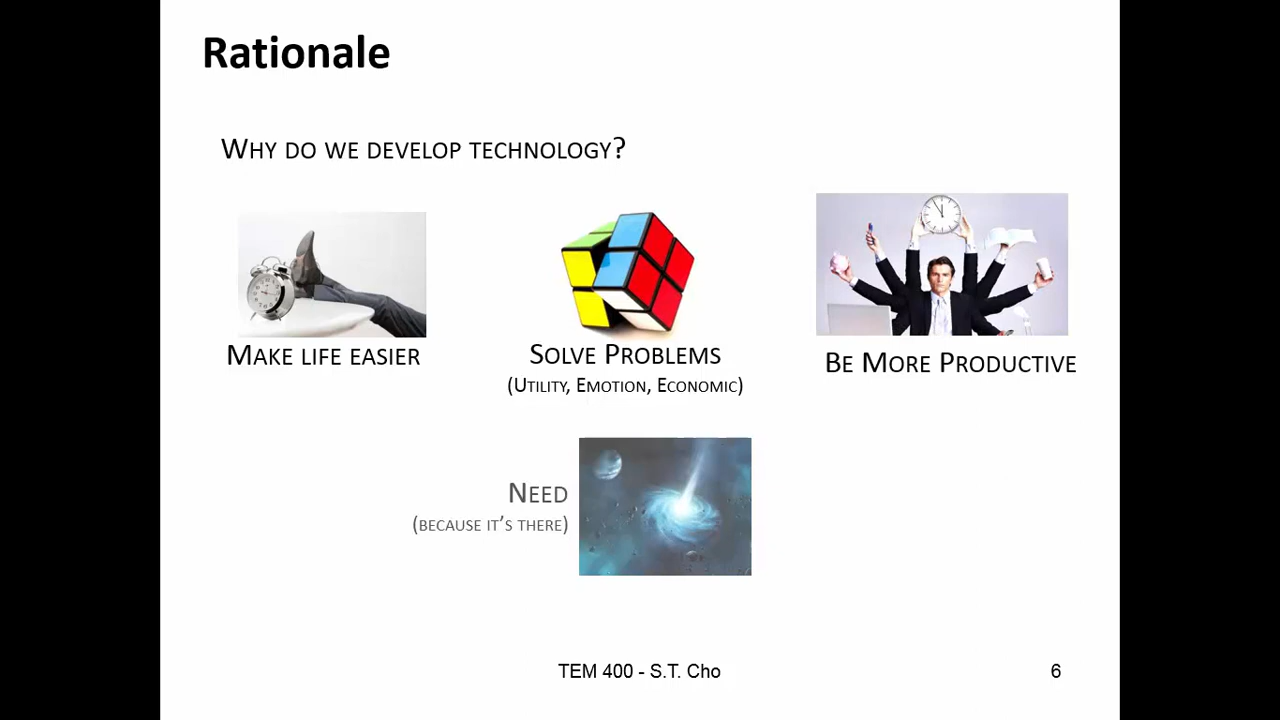 Rationale
Why do we develop technology?
Make life easier
Solve Problems
(Utility, Emotion, Economic)
Be More Productive
Need
(because it's there)
TEM 400 - S.T. Cho
6